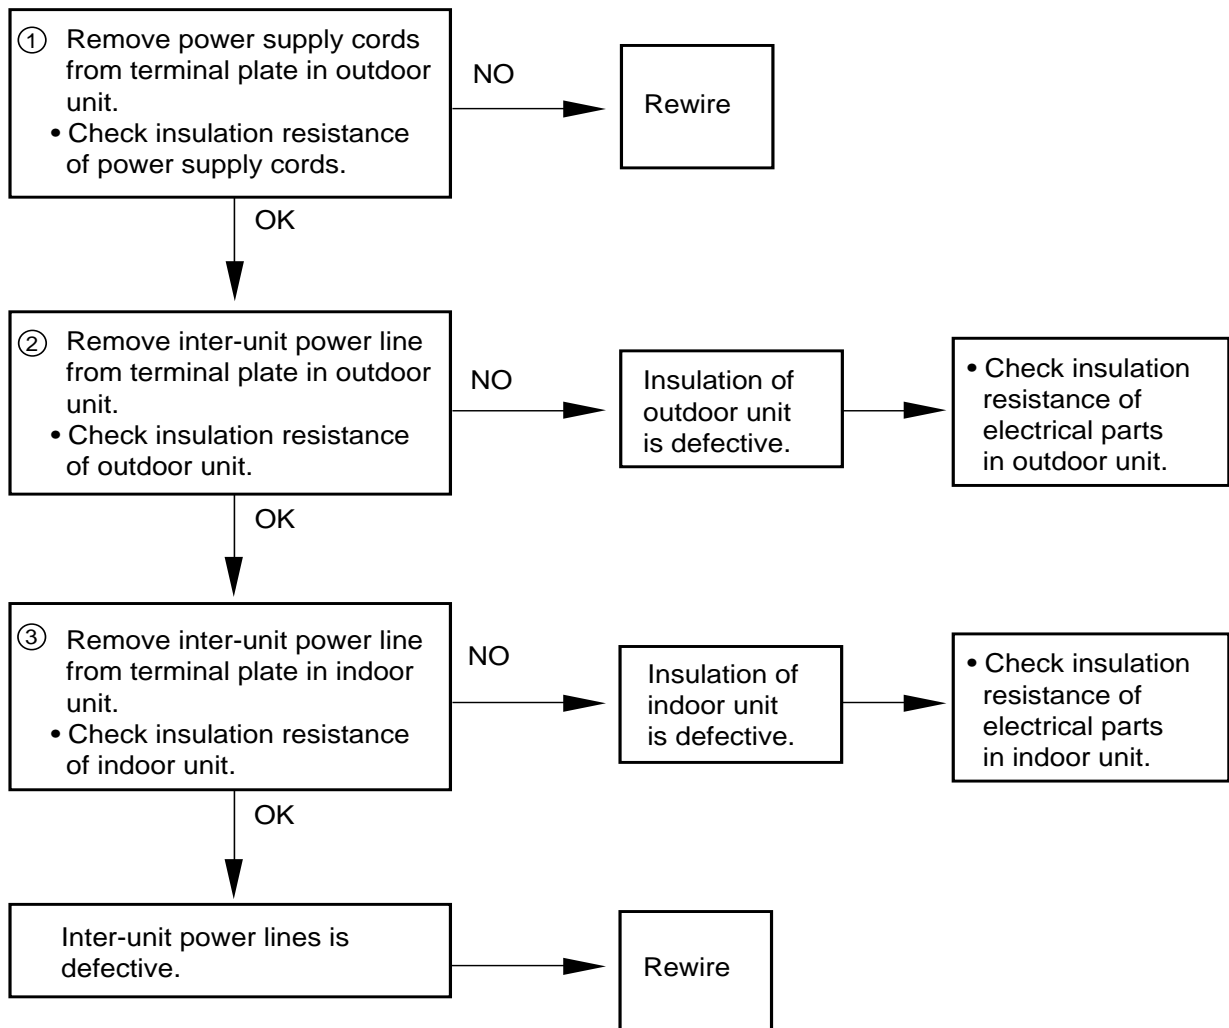 ① Remove power supply cords
from terminal plate in outdoor
unit.
• Check insulation resistance
of power supply cords.
NO
Rewire
OK
② Remove inter-unit power line
from terminal plate in outdoor
unit.
• Check insulation resistance
of outdoor unit.
NO
Insulation of
outdoor unit
is defective.
• Check insulation
resistance of
electrical parts
in outdoor unit.
OK
③ Remove inter-unit power line
from terminal plate in indoor
unit.
• Check insulation resistance
of indoor unit.
NO
Insulation of
indoor unit
is defective.
• Check insulation
resistance of
electrical parts
in indoor unit.
OK
Inter-unit power lines is
defective.
Rewire